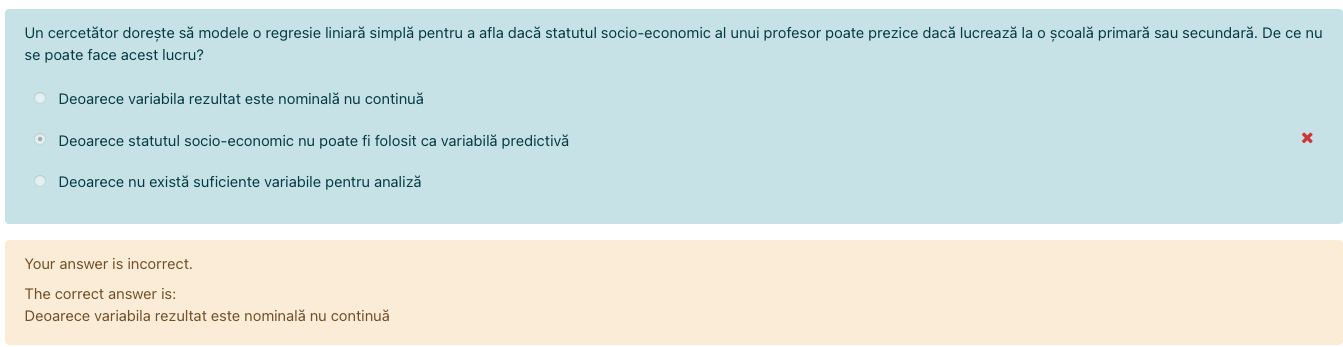 Un cercetător dorește să modele o regresie liniară simplă pentru a afla dacă statutul socio-economic al unui profesor poate prezice dacă lucrează la o școală primară sau secundară. De ce nu
se poate face acest lucru?
Deoarece variabila rezultat este nominală nu continuă
Deoarece statutul socio-economic nu poate fi folosit ca variabilă predictivă
Deoarece nu există suficiente variabile pentru analiză
Your answer is incorrect.
The correct answer is:
Deoarece variabila rezultat este nominală nu continuă